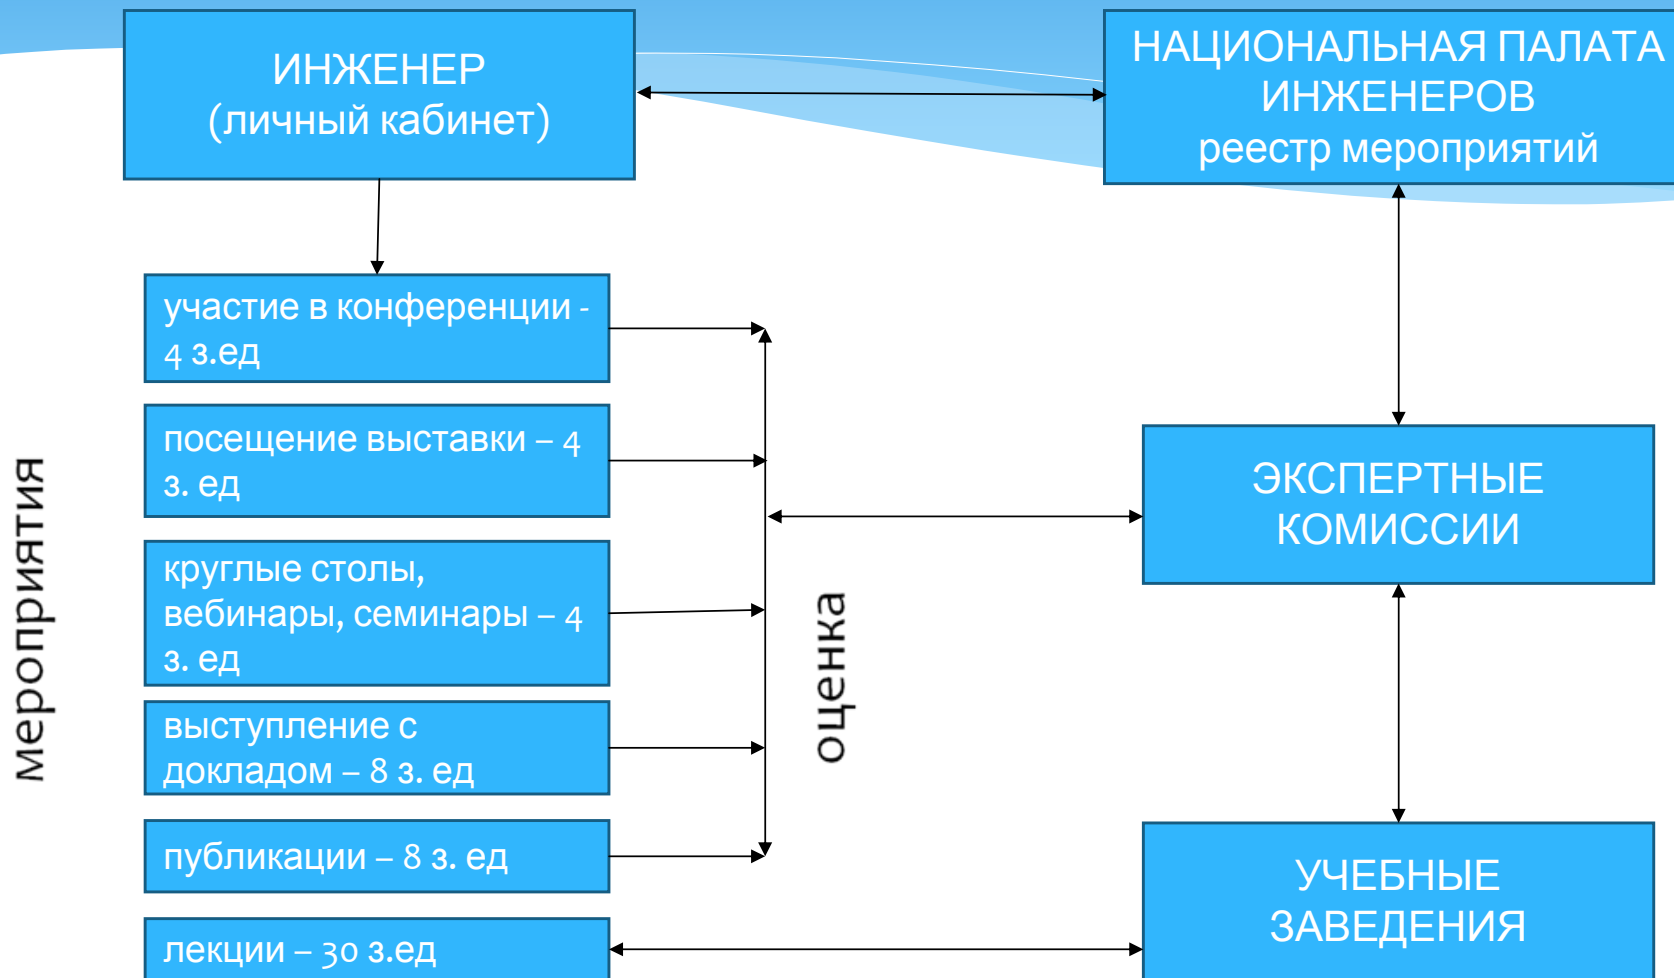 ИНЖЕНЕР
(личный кабинет)
НАЦИОНАЛЬНАЯ ПАЛАТА
ИНЖЕНЕРОВ
реестр мероприятий
мероприятия
участие в конференции -
4 з.ед
посещение выставки – 4
з. ед
круглые столы,
вебинары, семинары – 4
з. ед
выступление с
докладом – 8 з. ед
публикации – 8 з. ед
лекции – 30 з.ед
оценка
ЭКСПЕРТНЫЕ
КОМИССИИ
УЧЕБНЫЕ
ЗАВЕДЕНИЯ